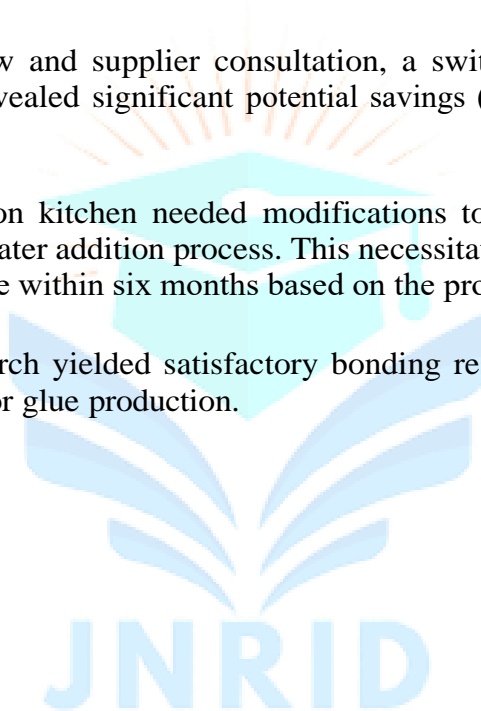 w and supplier consultation, a swit
vealed significant potential savings (
on kitchen needed modifications to
ater addition process. This necessitat
e within six months based on the pro
rch yielded satisfactory bonding re
or glue production.
JNRID